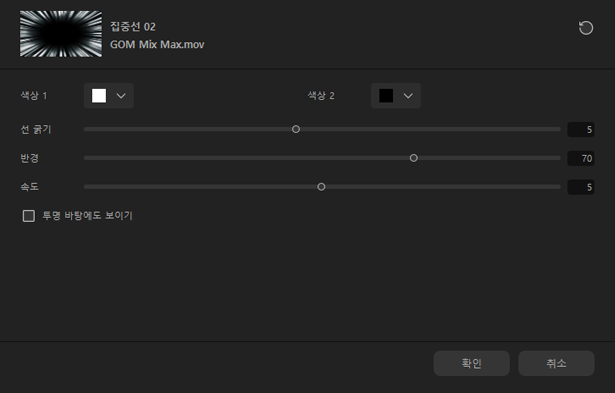 집중선 02
GOM Mix Max.mov
색상 1
색상 2
선 굵기 5
반경 70
속도 5
투명 바탕에도 보이기
확인 취소